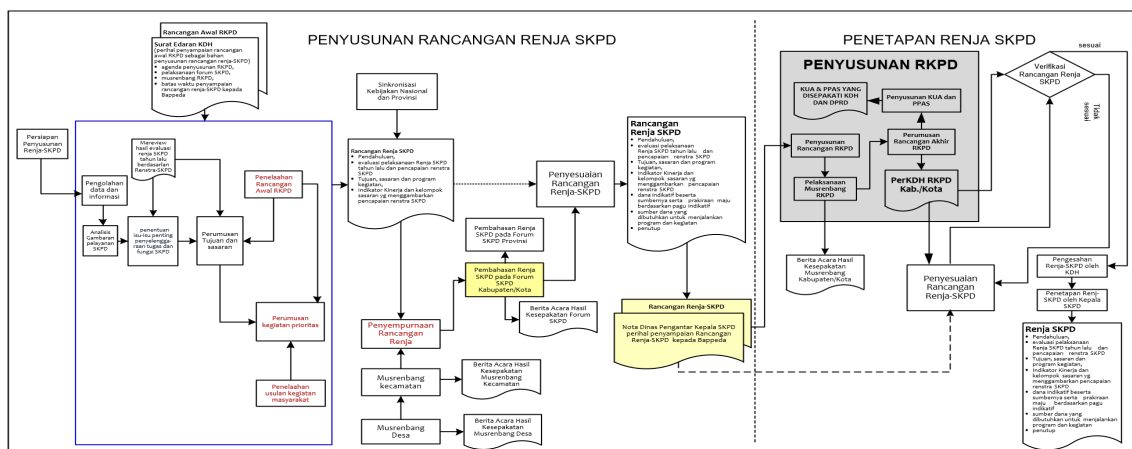 PENYUSUNAN RANCANGAN RENJA SKPD
PENETAPAN RENJA SKPD
Rancangan Awal RKPD
Surat Edaran KDH
(perihal penyampaian rancangan
awal RKPD sebagai bahan
penyusunan rancangan renja-SKPD)
• agenda penyusunan RKPD,
• pelaksanaan forum SKPD,
• musrenbang RKPD,
• batas waktu penyampaian
rancangan renja-SKPD kepada
Bappeda
Persiapan
Penyusunan
Renja-SKPD
Pengolahan
data dan
informasi
Analisis
Gambaran
pelayanan
SKPD
Mereview
hasil evaluasi
renja SKPD
tahun lalu
berdasarlan
Renstra-SKPD
penentuan
isu-isu penting
penyelengga-
raan tugas dan
fungsi SKPD
Perumusan
Tujuan dan
sasaran
Penelaahan
Rancangan
Awal RKPD
Perumusan
kegiatan prioritas
Penelaahan
usulan kegiatan
masyarakat
Sinkronisasi
Kebijakan Nasional
dan Provinsi
Rancangan Renja SKPD
• Pendahuluan,
• evaluasi pelaksanaan Renja SKPD
tahun lalu dan pencapaian renstra
SKPD
• Tujuan, sasaran dan program
kegiatan,
• indikator Kinerja dan kelompok
sasaran yg menggambarkan
pencapaian renstra SKPD
Penyempurnaan
Rancangan
Renja
Musrenbang
kecamatan
Berita Acara Hasil
Kesepakatan
Musrenbang
Kecamatan
Musrenbang
Desa
Berita Acara Hasil
Kesepakatan
Musrenbang Desa
Pembahasan Renja
SKPD pada Forum
SKPD Provinsi
Pembahasan Renja
SKPD pada Forum
SKPD
Kabupaten/Kota
Berita Acara Hasil
Kesepakatan Forum
SKPD
Penyesuaian
Rancangan
Renja-SKPD
Rancangan
Renja SKPD
• Pendahuluan,
• evaluasi pelaksanaan
Renja SKPD tahun lalu dan
pencapaian renstra SKPD
• Tujuan, sasaran dan program
kegiatan,
• Indikator Kinerja dan
kelompok sasaran yg
menggambarkan pencapaian
renstra SKPD
• dana indikatif beserta
sumbernya serta prakiraan maju
berdasarkan pagu indikatif
• sumber dana yang
dibutuhkan untuk menjalankan
program dan kegiatan
• penutup
Rancangan Renja-SKPD
Nota Dinas Pengantar Kepala SKPD
perihal penyampaian Rancangan
Renja-SKPD kepada Bappeda
PENYUSUNAN RKPD
KUA & PPAS YANG
DISEPAKATI KDH
DAN DPRD
Penyusunan KUA dan
PPAS
Penyusunan
Rancangan RKPD
Perumusan
Rancangan Akhir
RKPD
Pelaksanaan
Musrenbang
RKPD
PerKDH RKPD
Kab./Kota
Berita Acara Hasil
Kesepakatan
Musrenbang
Kabupaten/Kota
Penyesuaian
Rancangan
Renja-SKPD
Verifikasi
Rancangan Renja
SKPD
sesuai
Tidak
sesuai
Pengesahan
Renja-SKPD oleh
KDH
Penetapan Renj-
SKPD oleh Kepala
SKPD
Renja SKPD
• Pendahuluan,
• evaluasi pelaksanaan
Renja SKPD tahun lalu dan
pencapaian renstra SKPD
• Tujuan, sasaran dan
program kegiatan,
• Indikator Kinerja dan
kelompok sasaran yg
menggambarkan pencapaian
renstra SKPD
• dana indikatif beserta
sumbernya serta prakiraan
maju berdasarkan pagu
indikatif
• sumber dana yang
dibutuhkan untuk menjalankan
program dan kegiatan
• penutup